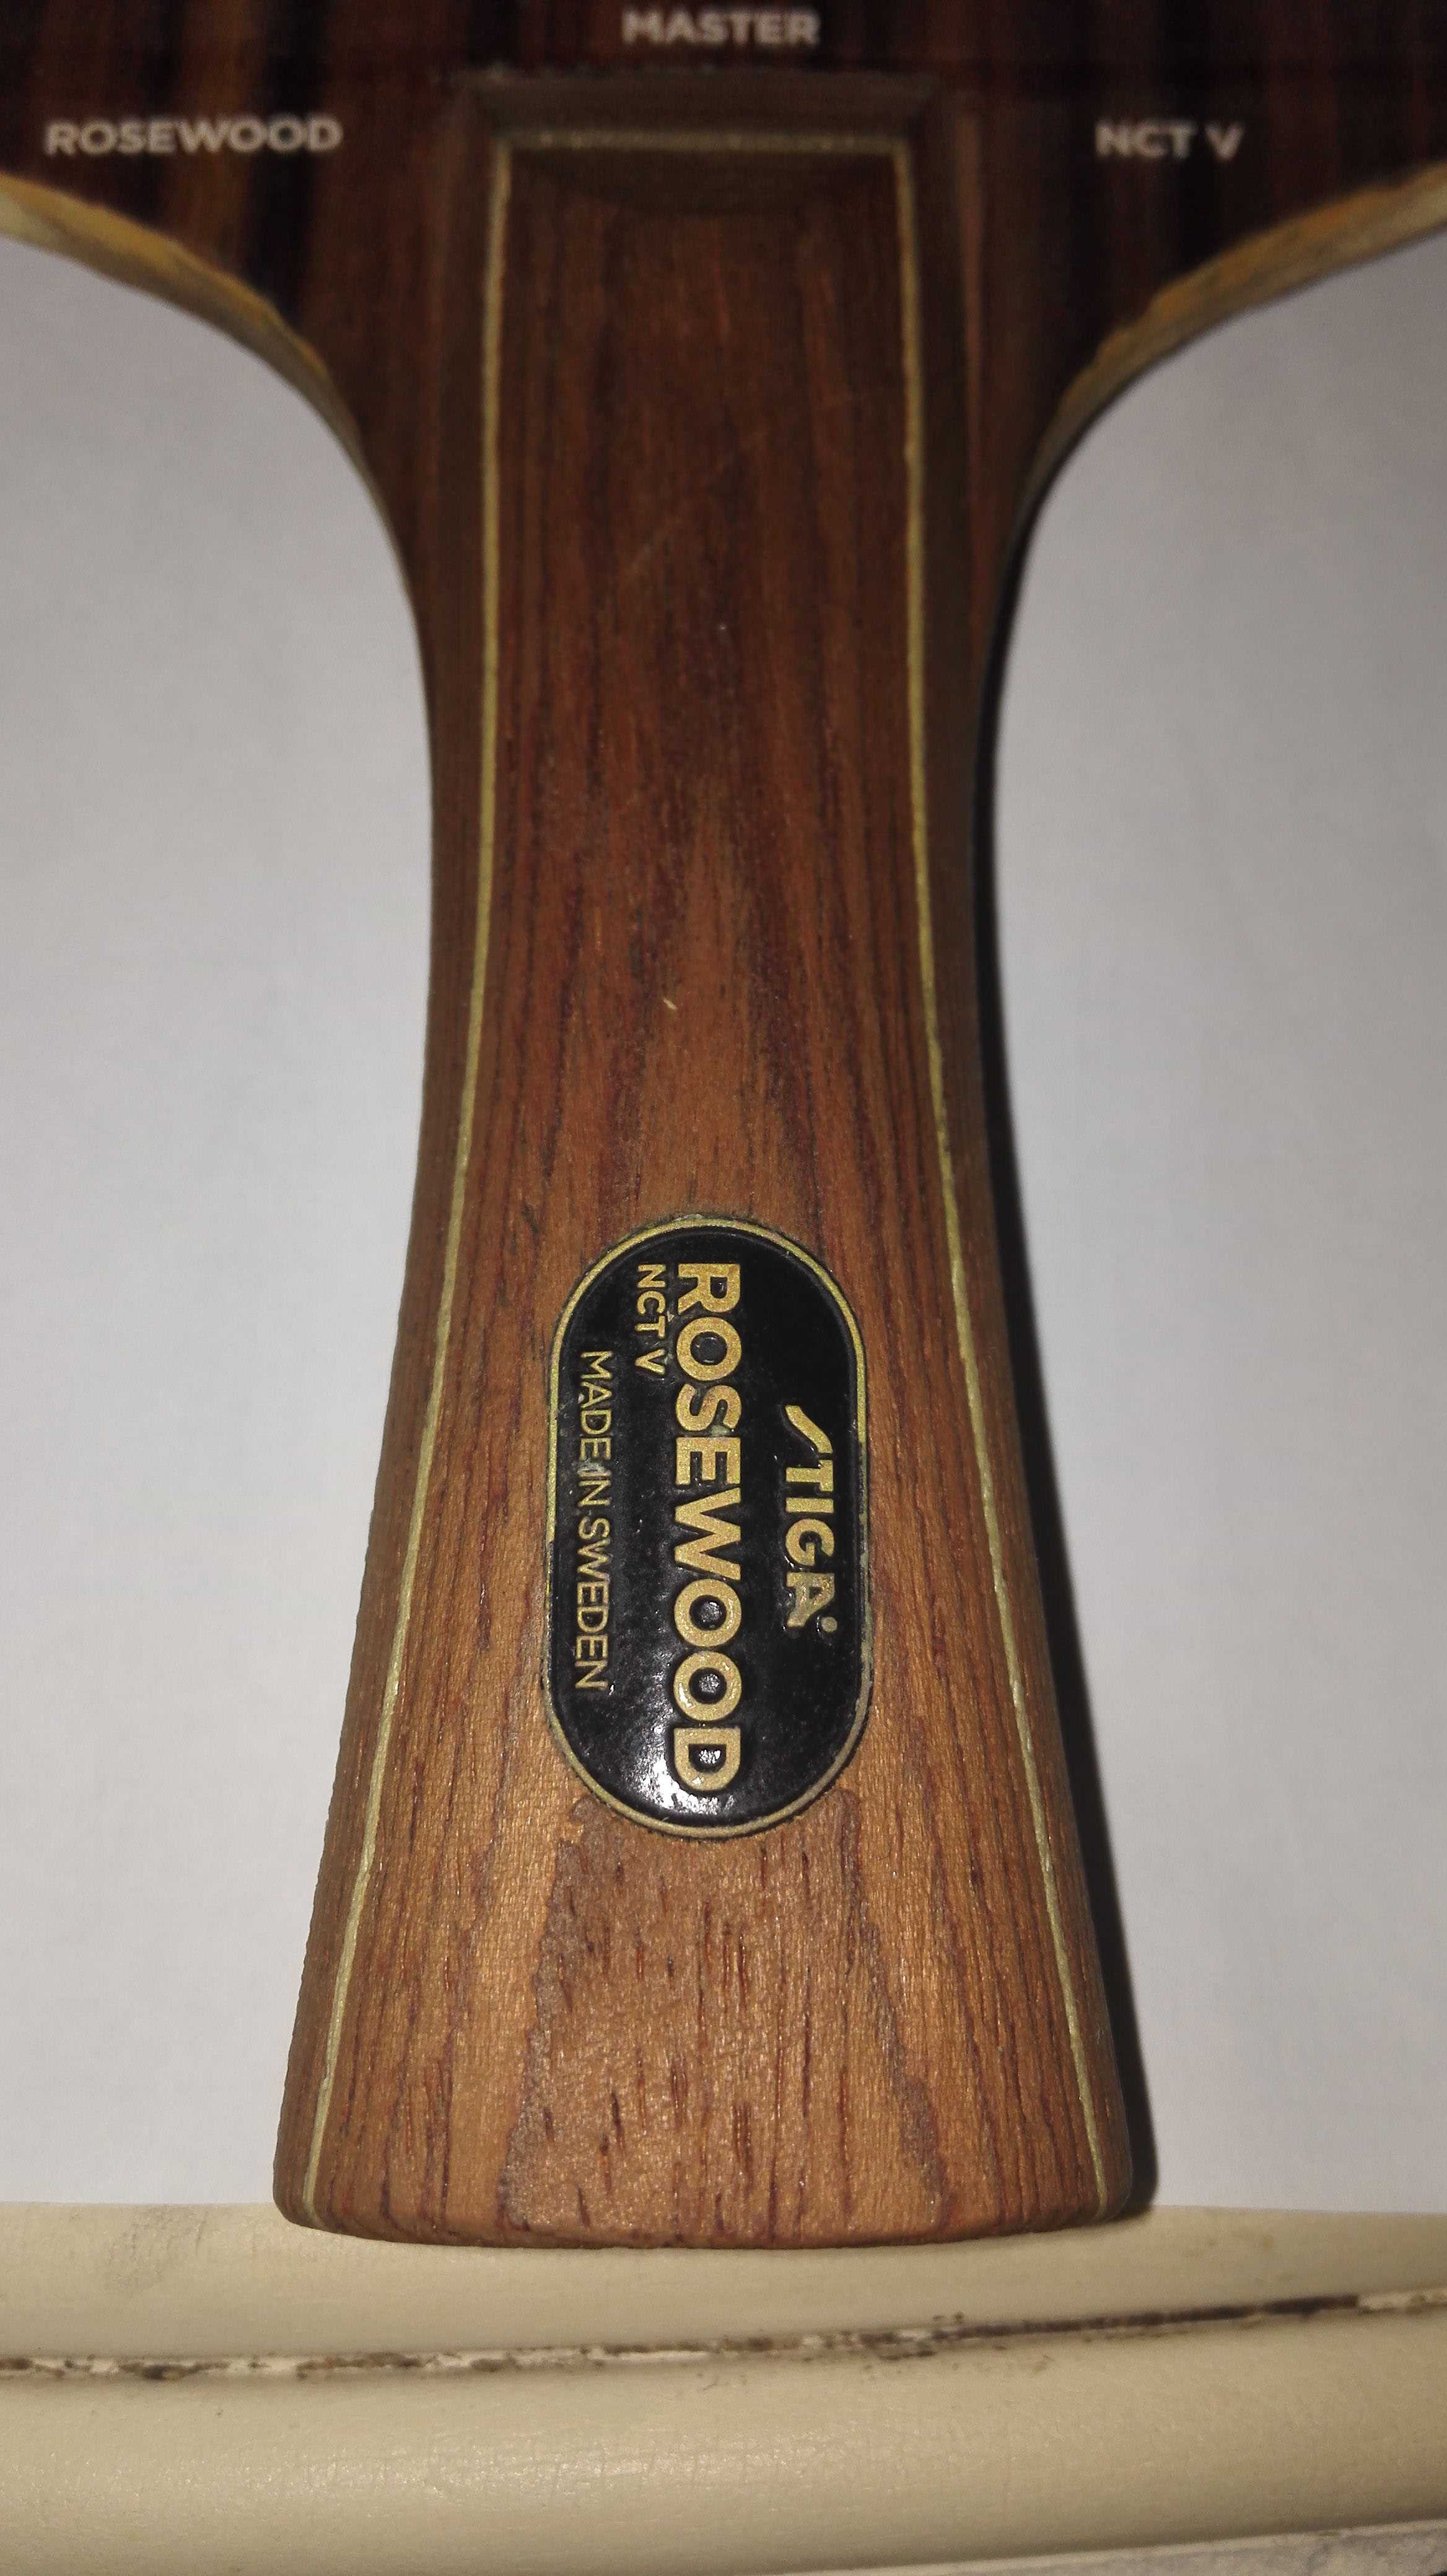 MASTER
ROSEWOOD
NCT V
STIGA
ROSEWOOD
NCT V
MADE IN SWEDEN